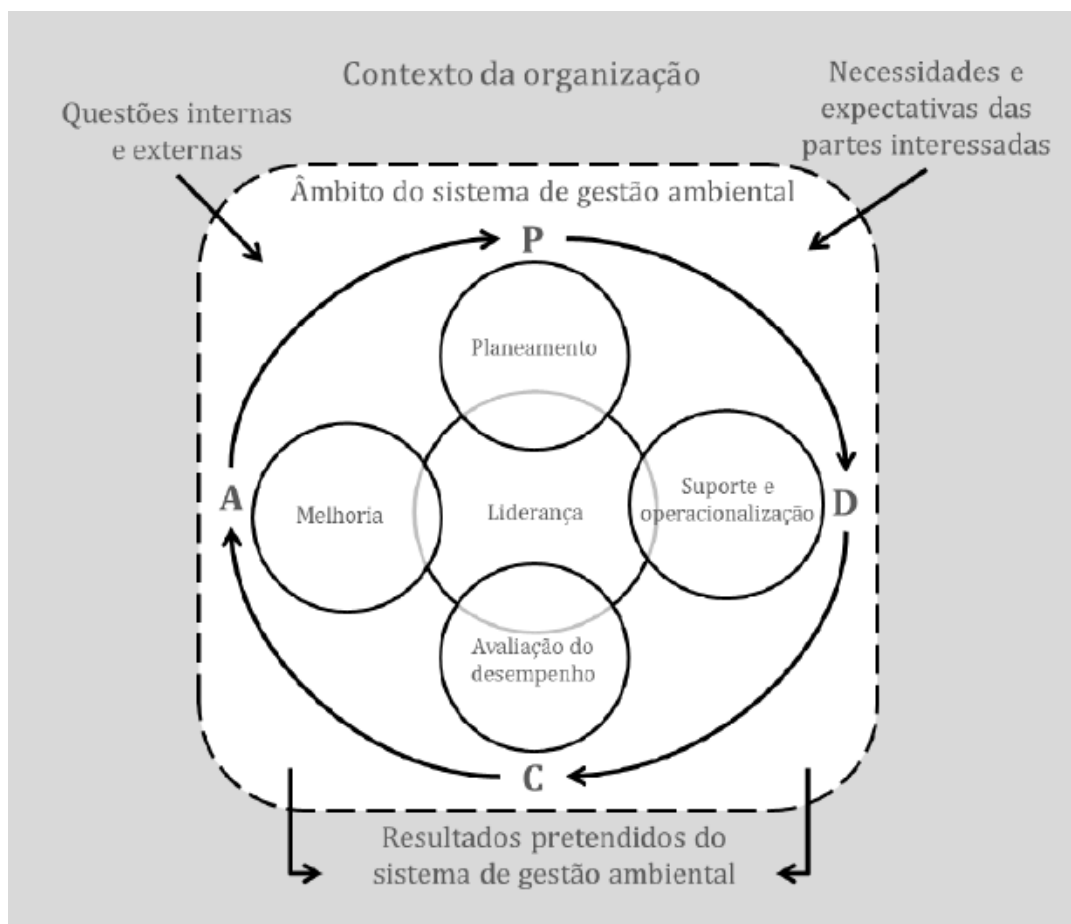 Contexto da organização
Questões internas
e externas
Necessidades e
expectativas das
partes interessadas
Âmbito do sistema de gestão ambiental
P
Planeamento
A
Melhoria
Liderança
Suporte e
operacionalização
D
Avaliação do
desempenho
C
Resultados pretendidos do
sistema de gestão ambiental